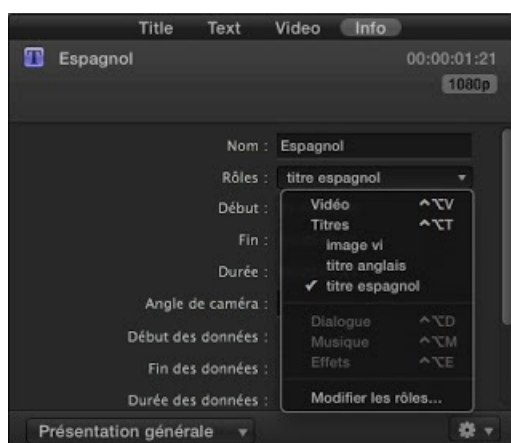 Title Text Video Info
Espagnol 00:00:01:21
1080p
Nom : Espagnol
Rôles : titre espagnol
Début :
Vidéo ⌃⌥V
Titres ⌃⌥T
image vi
Fin :
titre anglais
Durée :
✓ titre espagnol
Angle de caméra :
Dialogue ⌃⌥D
Début des données :
Musique ⌃⌥M
Effets ⌃⌥E
Fin des données :
Durée des données :
Modifier les rôles...
Présentation générale